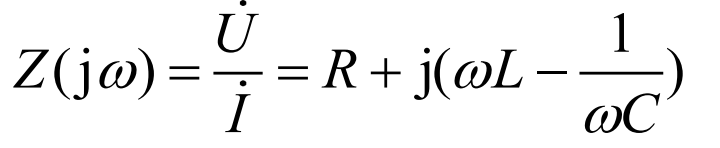 Z(jω) = U̇/İ = R + j(ωL − 1/ωC)